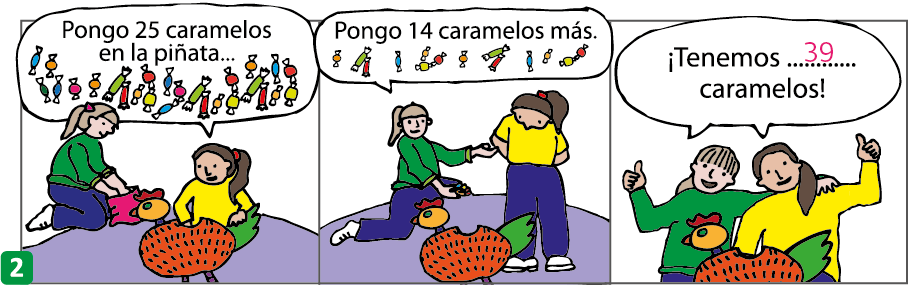 Pongo 25 caramelos
en la piñata...
Pongo 14 caramelos más.
¡Tenemos ...39... caramelos!
2